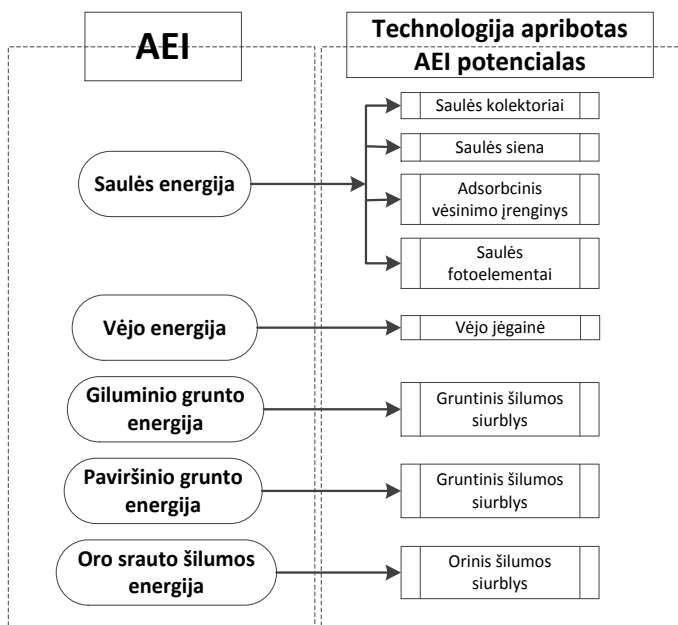 AEI
Technologija apribotas
AEI potencialas
Saulės energija
Saulės kolektoriai
Saulės siena
Adsorbcinis
vėsinimo įrenginys
Saulės
fotoelementai
Vėjo energija
Vėjo jėgainė
Giluminio grunto
energija
Gruntinis šilumos
siurblys
Paviršinio grunto
energija
Gruntinis šilumos
siurblys
Oro srauto šilumos
energija
Orinis šilumos
siurblys